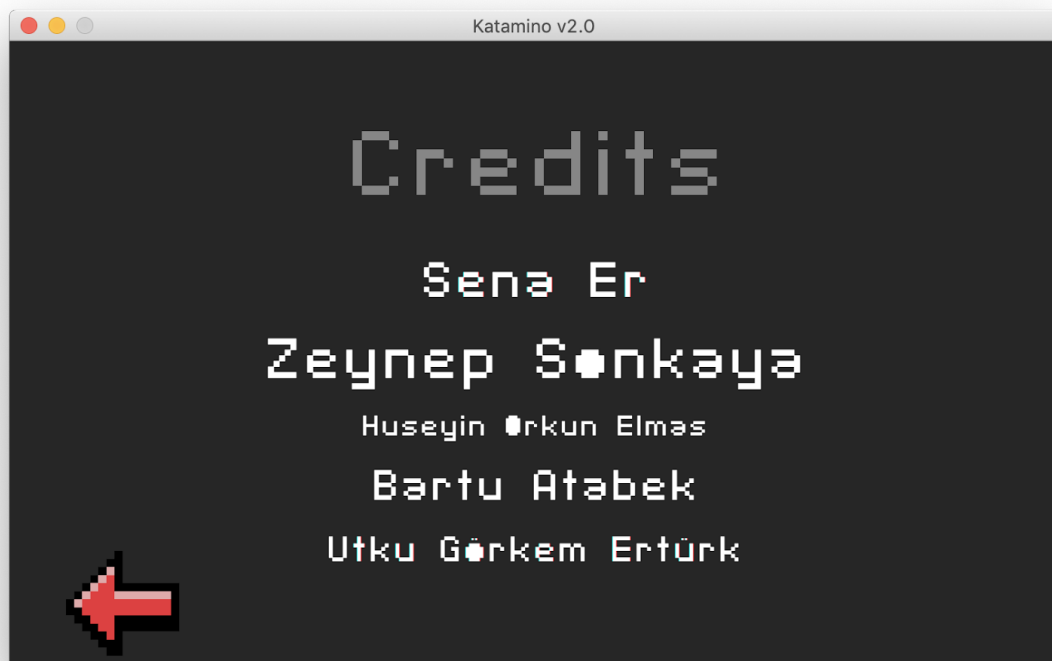 Katamino v2.0
Credits
Sena Er
Zeynep Sonkaya
Huseyin Orkun Elmas
Bartu Atabek
Utku Görkem Ertürk